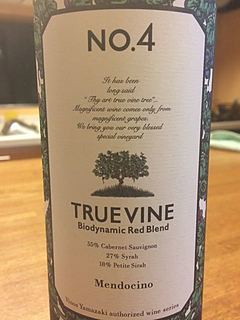 NO.4
It has been
long said
"Thy art true vine tree".
Magnificent wine comes only from
magnificent grapes.
We bring you our very blessed
special vineyard
TRUEVINE
Biodynamic Red Blend
55% Cabernet Sauvignon
27% Syrah
18% Petite Sirah
Mendocino
Vinos Yamazaki authorized wine series